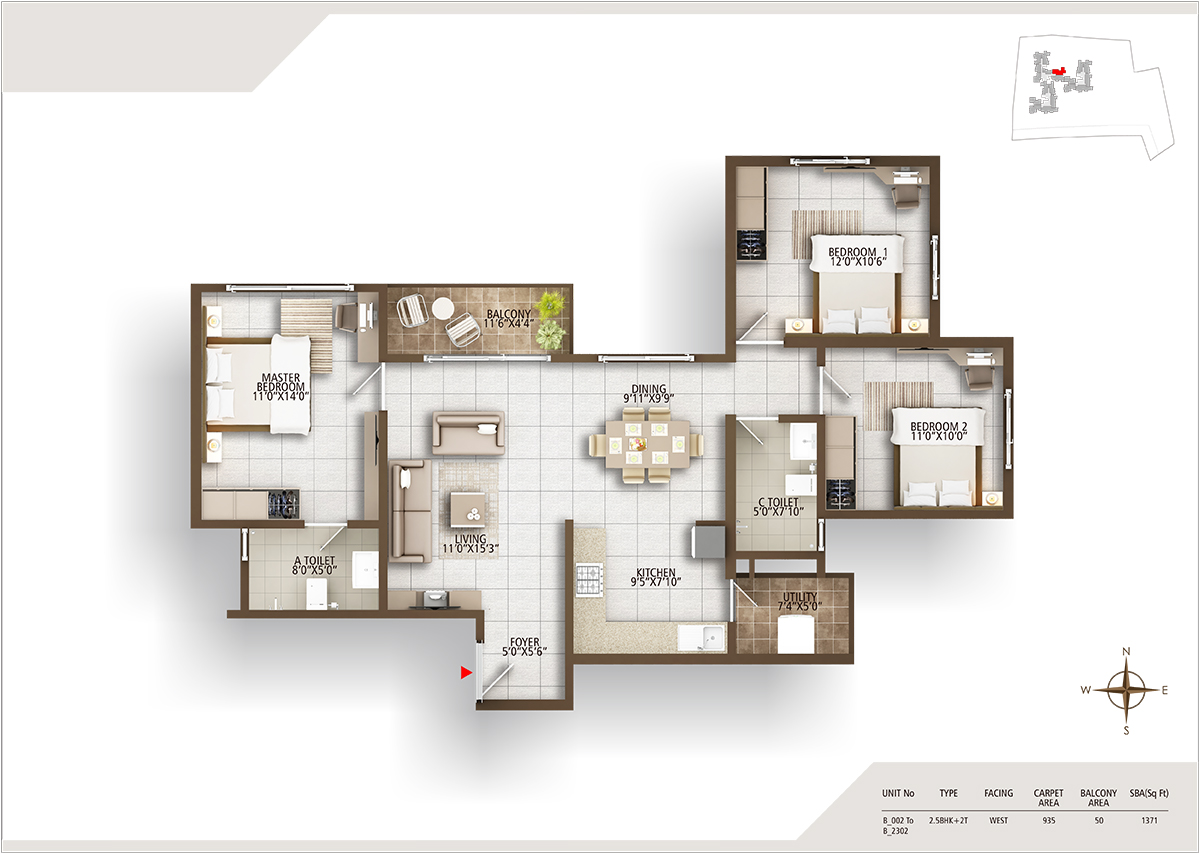 BEDROOM 1
12'0"X10'6"
BALCONY
11'6"X4'4"
MASTER
BEDROOM
11'0"X14'0"
DINING
9'11"X9'9"
BEDROOM 2
11'0"X10'0"
C TOILET
5'0"X7'10"
LIVING
11'0"X15'3"
A TOILET
8'0"X5'0"
KITCHEN
9'5"X7'10"
UTILITY
7'4"X5'0"
FOYER
5'0"X5'6"
N
W E
S
UNIT No TYPE FACING CARPET AREA BALCONY AREA SBA(Sq Ft)
B_002 To B_2302 2.5BHK+2T WEST 935 50 1371